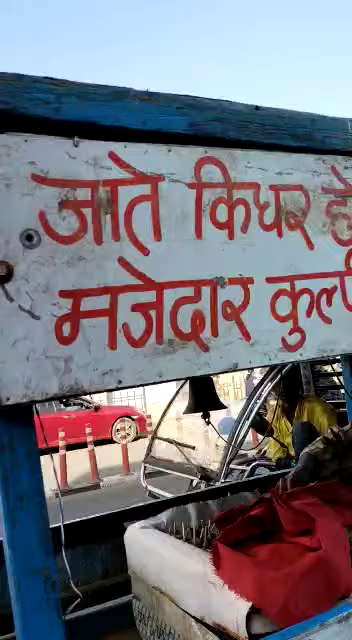 जाते किधर हो
मजेदार कुल्फी